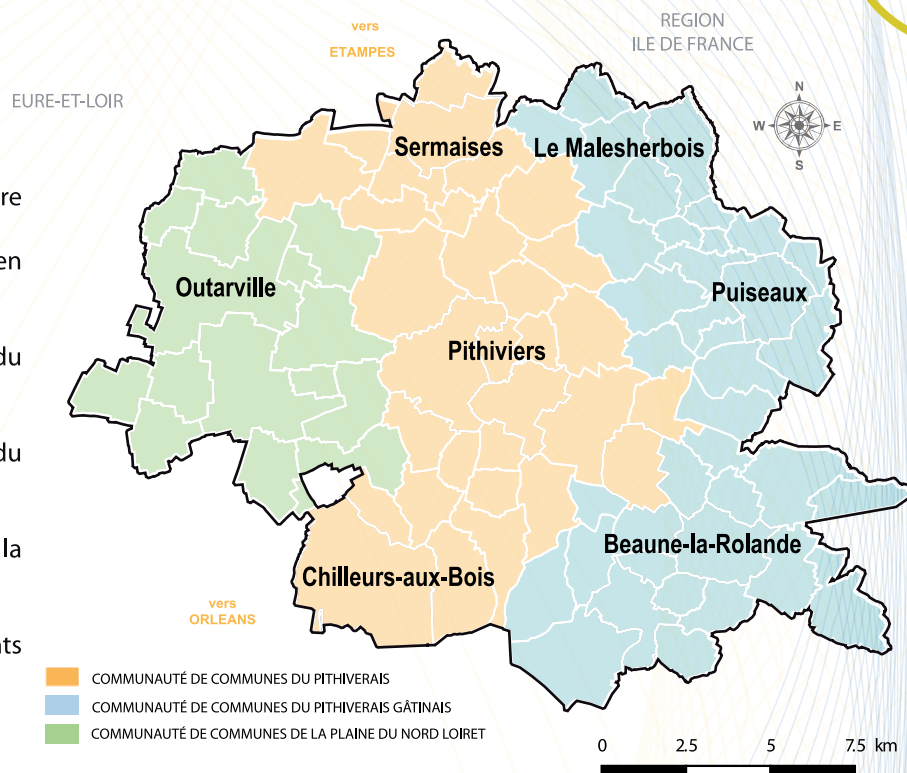 vers
ETAMPES
REGION
ILE DE FRANCE
EURE-ET-LOIR
N
W
E
S
Sermaises
Le Malesherbois
re
en
Outarville
Puiseaux
Pithiviers
du
du
la
Beaune-la-Rolande
Chilleurs-aux-Bois
vers
ORLEANS
ts
COMMUNAUTÉ DE COMMUNES DU PITHIVERAIS
COMMUNAUTÉ DE COMMUNES DU PITHIVERAIS GÂTINAIS
COMMUNAUTÉ DE COMMUNES DE LA PLAINE DU NORD LOIRET
0 2.5 5 7.5 km